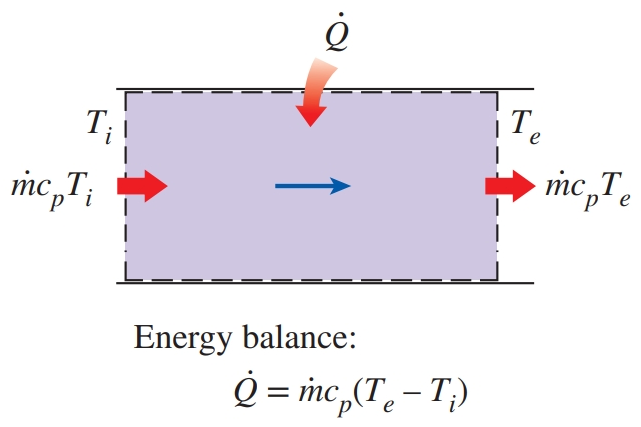 Q̇
Tᵢ
Tₑ
ṁcₚTᵢ
ṁcₚTₑ
Energy balance:
Q̇ = ṁcₚ(Tₑ – Tᵢ)